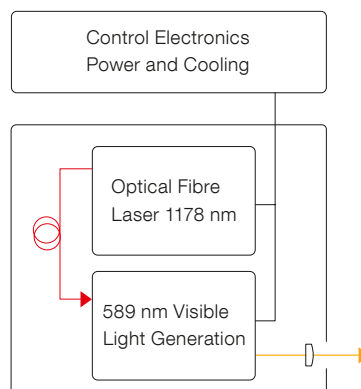 Control Electronics
Power and Cooling
Optical Fibre
Laser 1178 nm
589 nm Visible
Light Generation